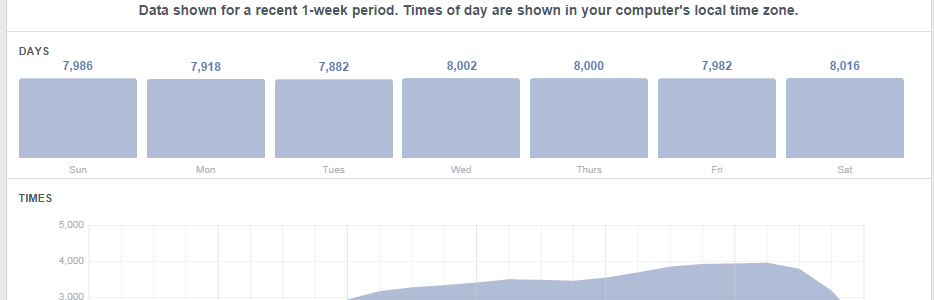 Data shown for a recent 1-week period. Times of day are shown in your computer's local time zone.
DAYS
7,986 7,918 7,882 8,002 8,000 7,982 8,016
Sun Mon Tues Wed Thurs Fri Sat
TIMES
5,000
4,000
3,000